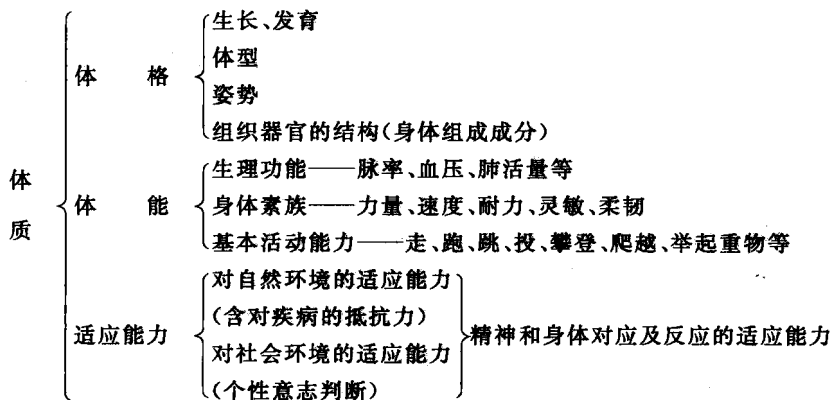 体质
体格
生长、发育
体型
姿势
组织器官的结构(身体组成成分)
体能
生理功能——脉率、血压、肺活量等
身体素族——力量、速度、耐力、灵敏、柔韧
基本活动能力——走、跑、跳、投、攀登、爬越、举起重物等
适应能力
对自然环境的适应能力
(含对疾病的抵抗力)
对社会环境的适应能力
(个性意志判断)
精神和身体对应及反应的适应能力